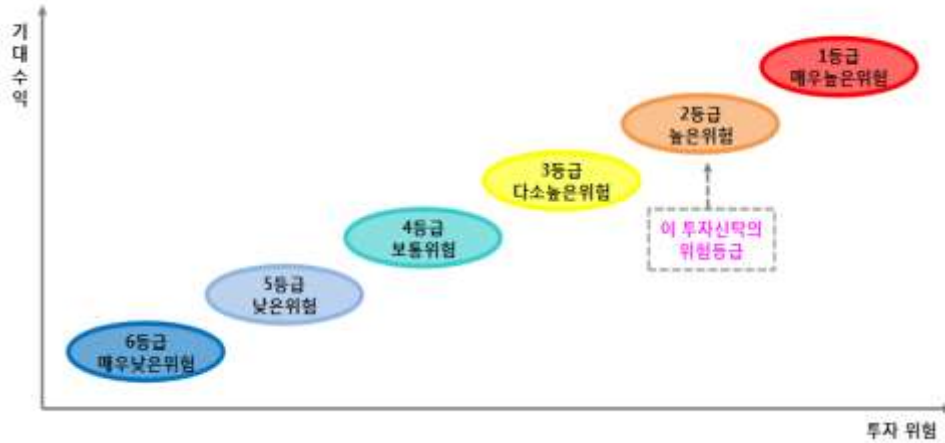 기대수익
1등급
매우높은위험
2등급
높은위험
3등급
다소높은위험
이 투자신탁의
위험등급
4등급
보통위험
5등급
낮은위험
6등급
매우낮은위험
투자 위험